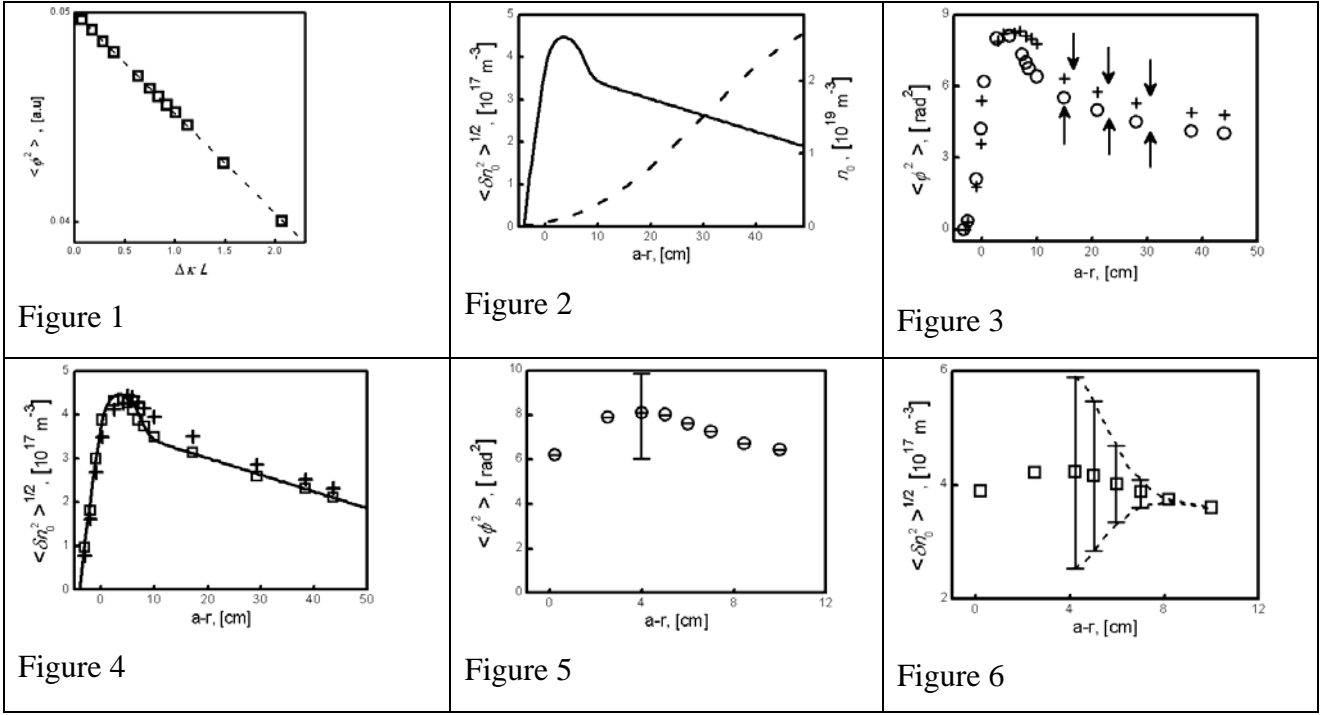 0.05
0.04
< ϕ² >, [a.u]
0.0 0.5 1.0 1.5 2.0
Δκ L
Figure 1
5
4
3
2
1
0
< δn₀² >^1/2, [10^17 m^-3]
2
1
0
n₀, [10^19 m^-3]
0 10 20 30 40
a-r, [cm]
Figure 2
9
6
3
0
< ϕ² >, [ rad² ]
0 10 20 30 40 50
a-r, [cm]
Figure 3
5
4
3
2
1
0
< δn₀² >^1/2, [10^17 m^-3]
0 10 20 30 40 50
a-r, [cm]
Figure 4
10
8
6
4
2
0
< ϕ² >, [ rad² ]
0 4 8 12
a-r, [cm]
Figure 5
6
4
2
< δn₀² >^1/2, [10^17 m^-3]
0 4 8 12
a-r, [cm]
Figure 6